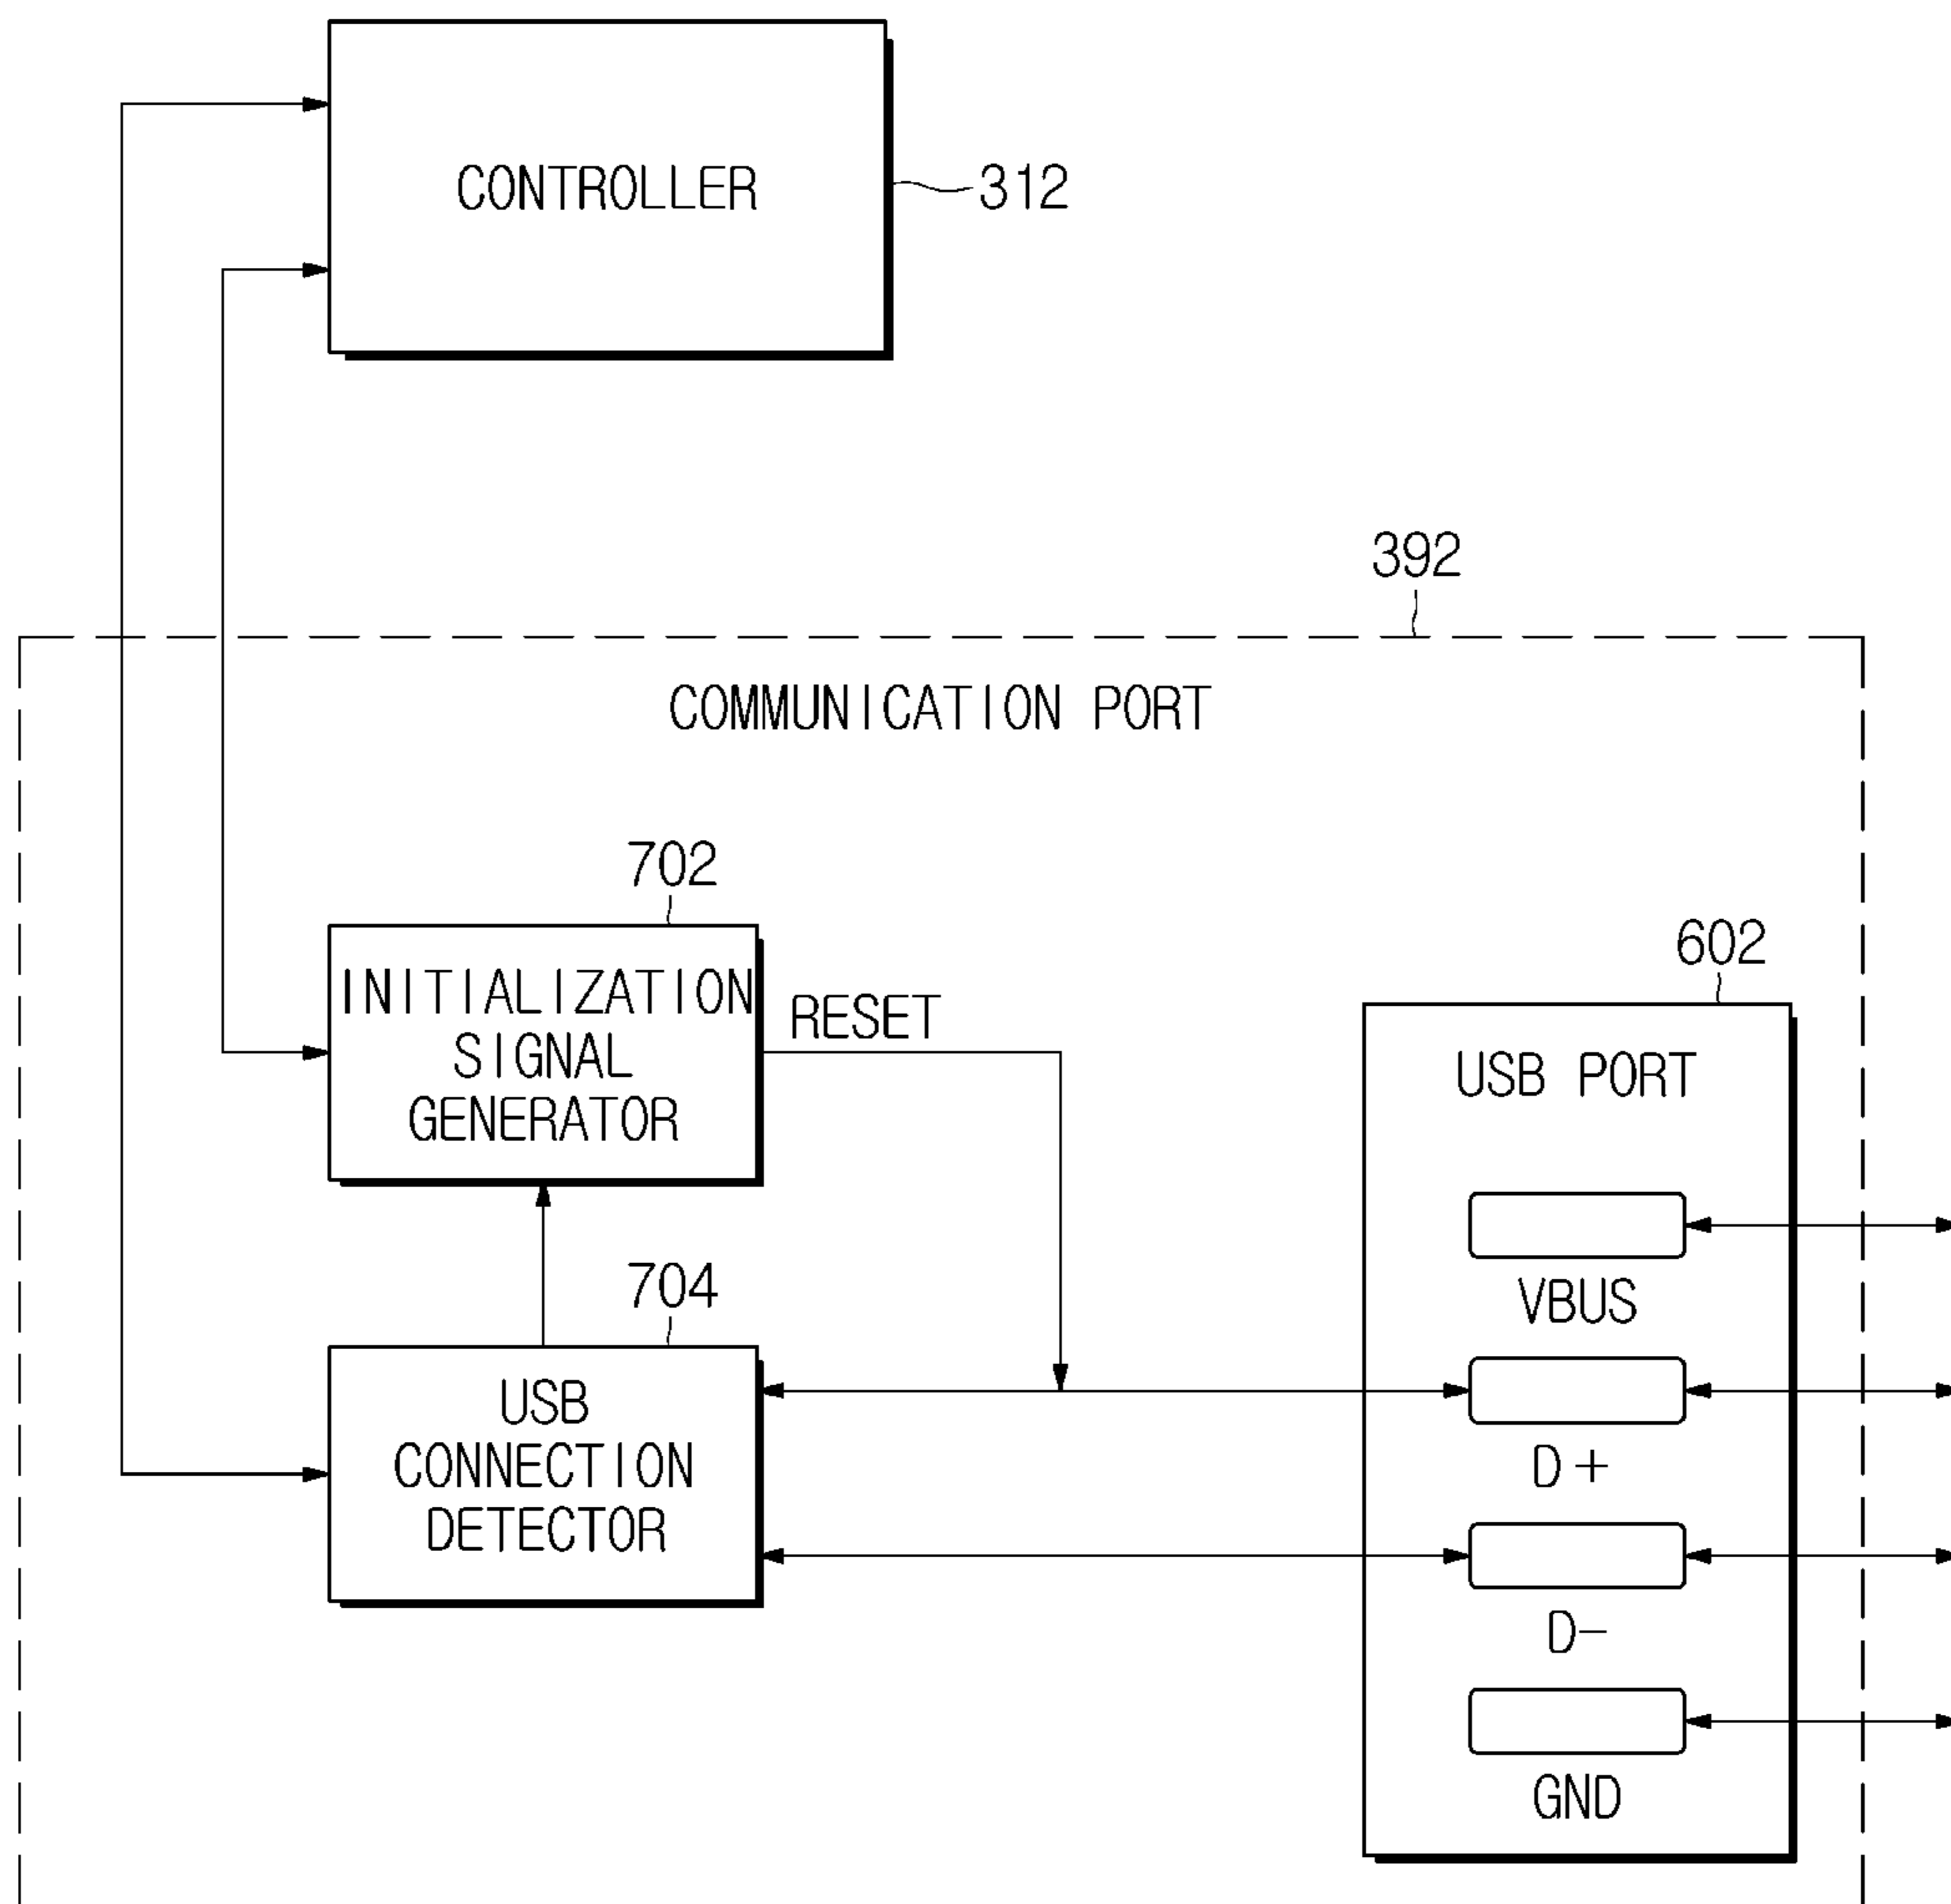 CONTROLLER
312
392
COMMUNICATION PORT
702
INITIALIZATION
SIGNAL
GENERATOR
RESET
602
USB PORT
VBUS
704
USB
CONNECTION
DETECTOR
D+
D-
GND